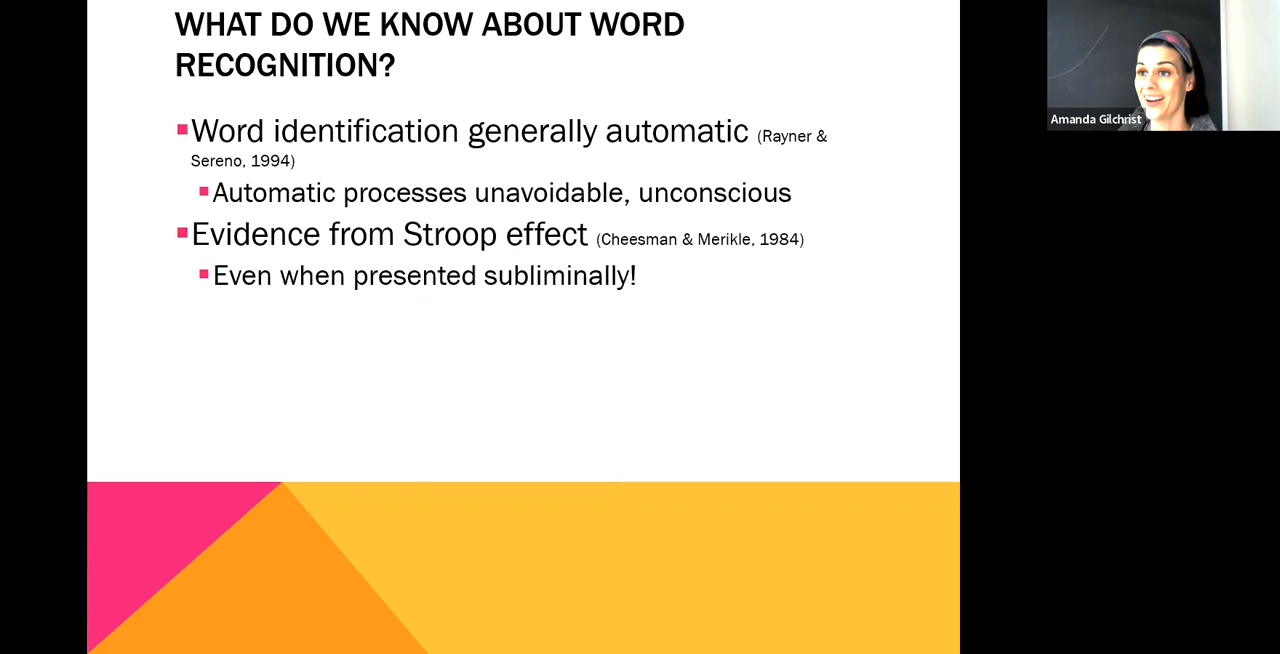 WHAT DO WE KNOW ABOUT WORD
RECOGNITION?
Word identification generally automatic (Rayner &
Sereno, 1994)
Automatic processes unavoidable, unconscious
Evidence from Stroop effect (Cheesman & Merikle, 1984)
Even when presented subliminally!
Amanda Gilchrist